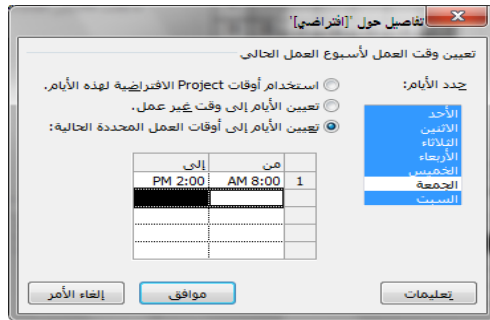 تفاصيل حول '[افتراضي]'
تعيين وقت العمل لأسبوع العمل الحالي
حدد الأيام:
الأحد
الاثنين
الثلاثاء
الأربعاء
الخميس
الجمعة
السبت
استخدام أوقات Project الافتراضية لهذه الأيام.
تعيين الأيام إلى وقت غير عمل.
تعيين الأيام إلى أوقات العمل المحددة الحالية:
من إلى
1 8:00 AM 2:00 PM
تعليمات موافق إلغاء الأمر